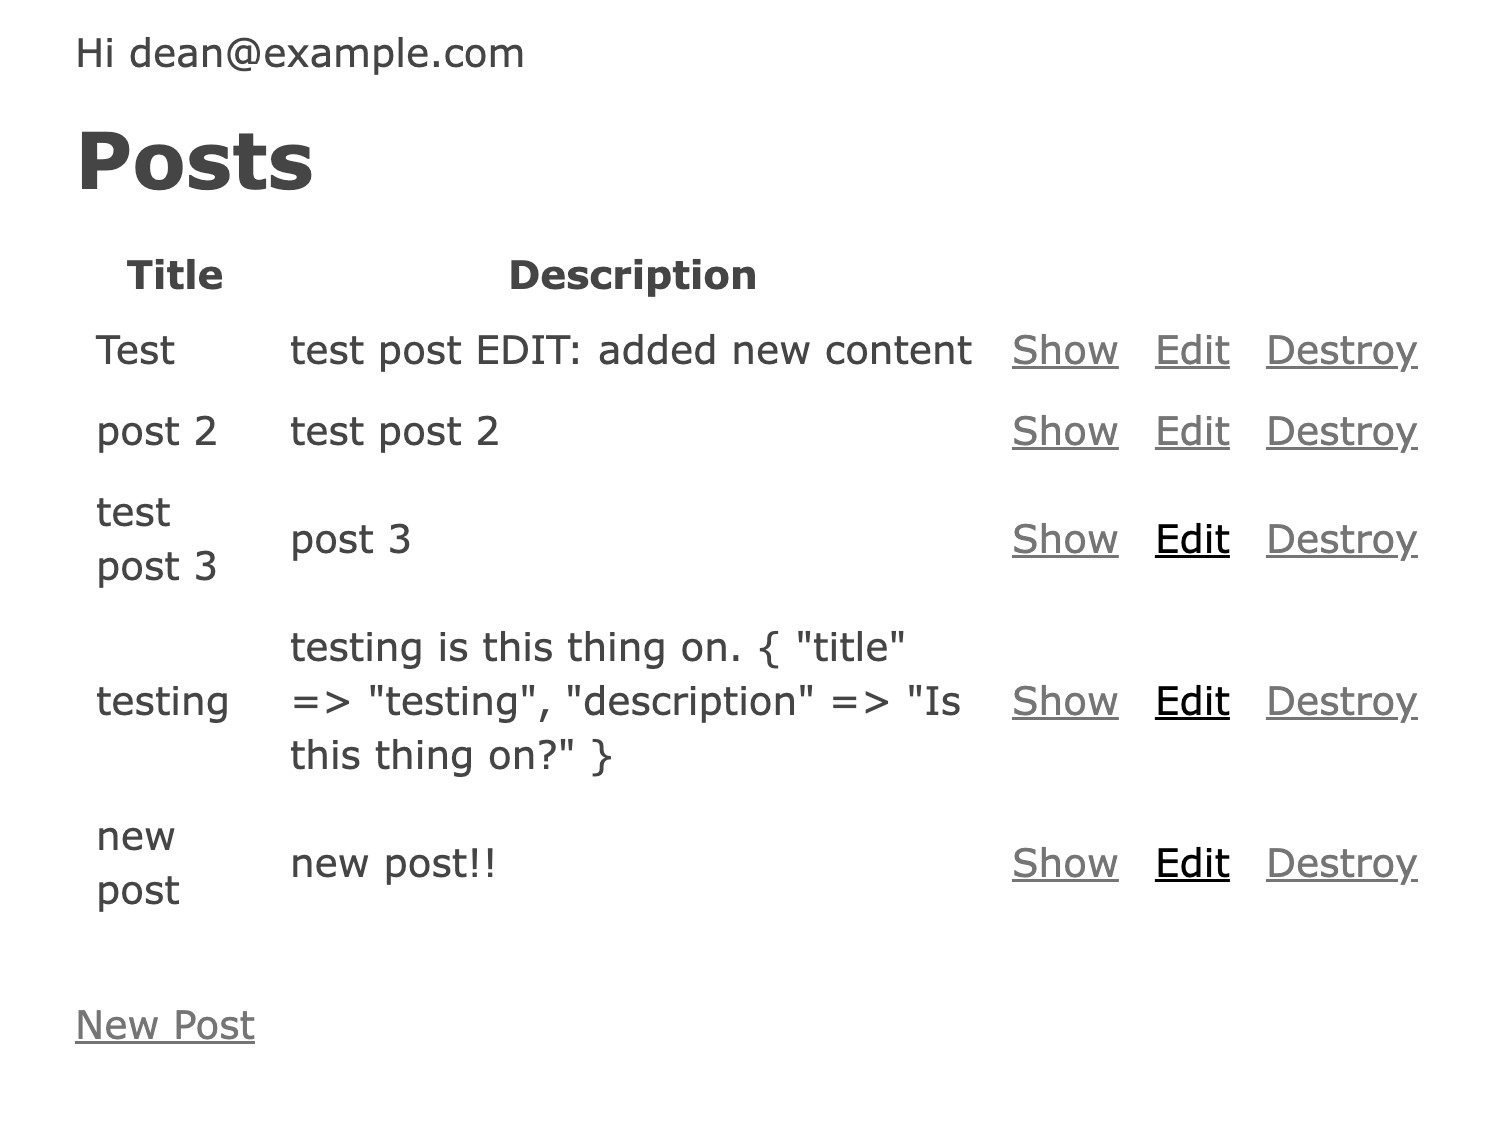 Hi dean@example.com
Posts
Title Description
Test test post EDIT: added new content Show Edit Destroy
post 2 test post 2 Show Edit Destroy
test
post 3 post 3 Show Edit Destroy
testing is this thing on. { "title"
testing => "testing", "description" => "Is Show Edit Destroy
this thing on?" }
new
post new post!! Show Edit Destroy
New Post